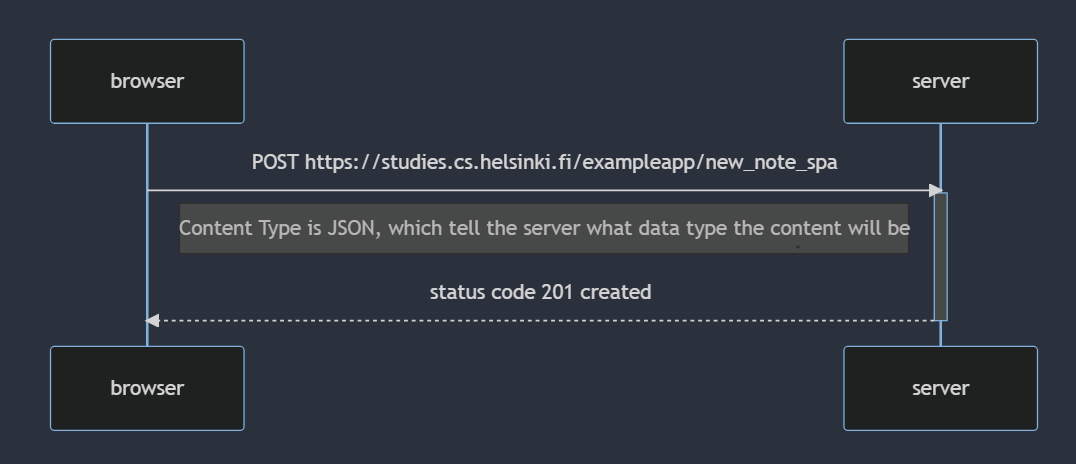 browser
server
POST https://studies.cs.helsinki.fi/exampleapp/new_note_spa
Content Type is JSON, which tell the server what data type the content will be
status code 201 created
browser
server